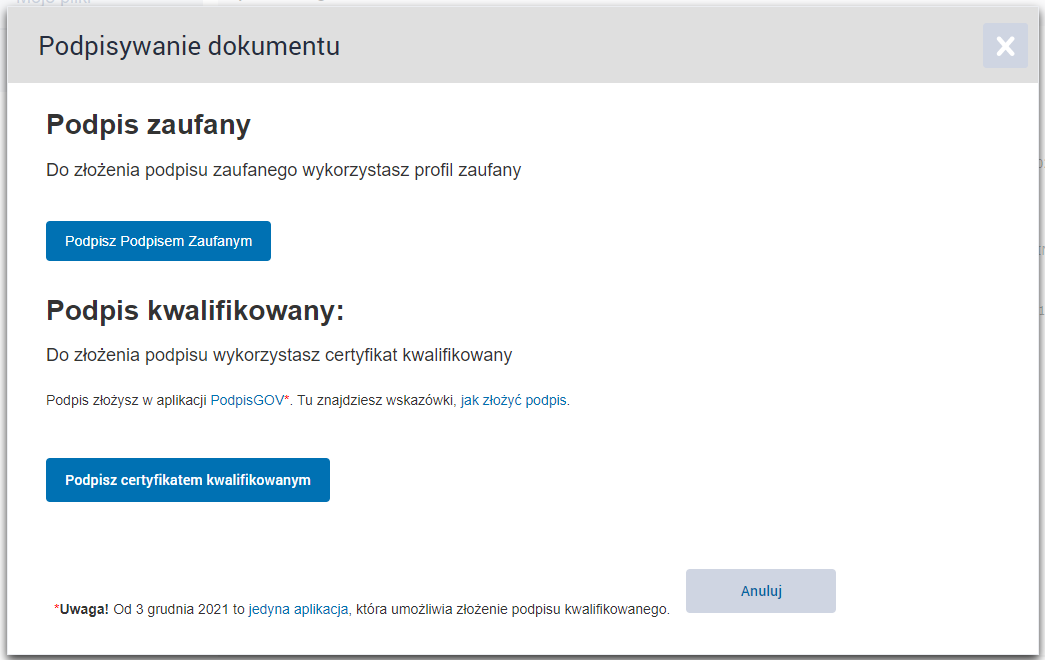 Podpisywanie dokumentu
Podpis zaufany
Do złożenia podpisu zaufanego wykorzystasz profil zaufany
Podpisz Podpisem Zaufanym
Podpis kwalifikowany:
Do złożenia podpisu wykorzystasz certyfikat kwalifikowany
Podpis złożysz w aplikacji PodpisGOV*. Tu znajdziesz wskazówki, jak złożyć podpis.
Podpisz certyfikatem kwalifikowanym
Anuluj
*Uwaga! Od 3 grudnia 2021 to jedyna aplikacja, która umożliwia złożenie podpisu kwalifikowanego.